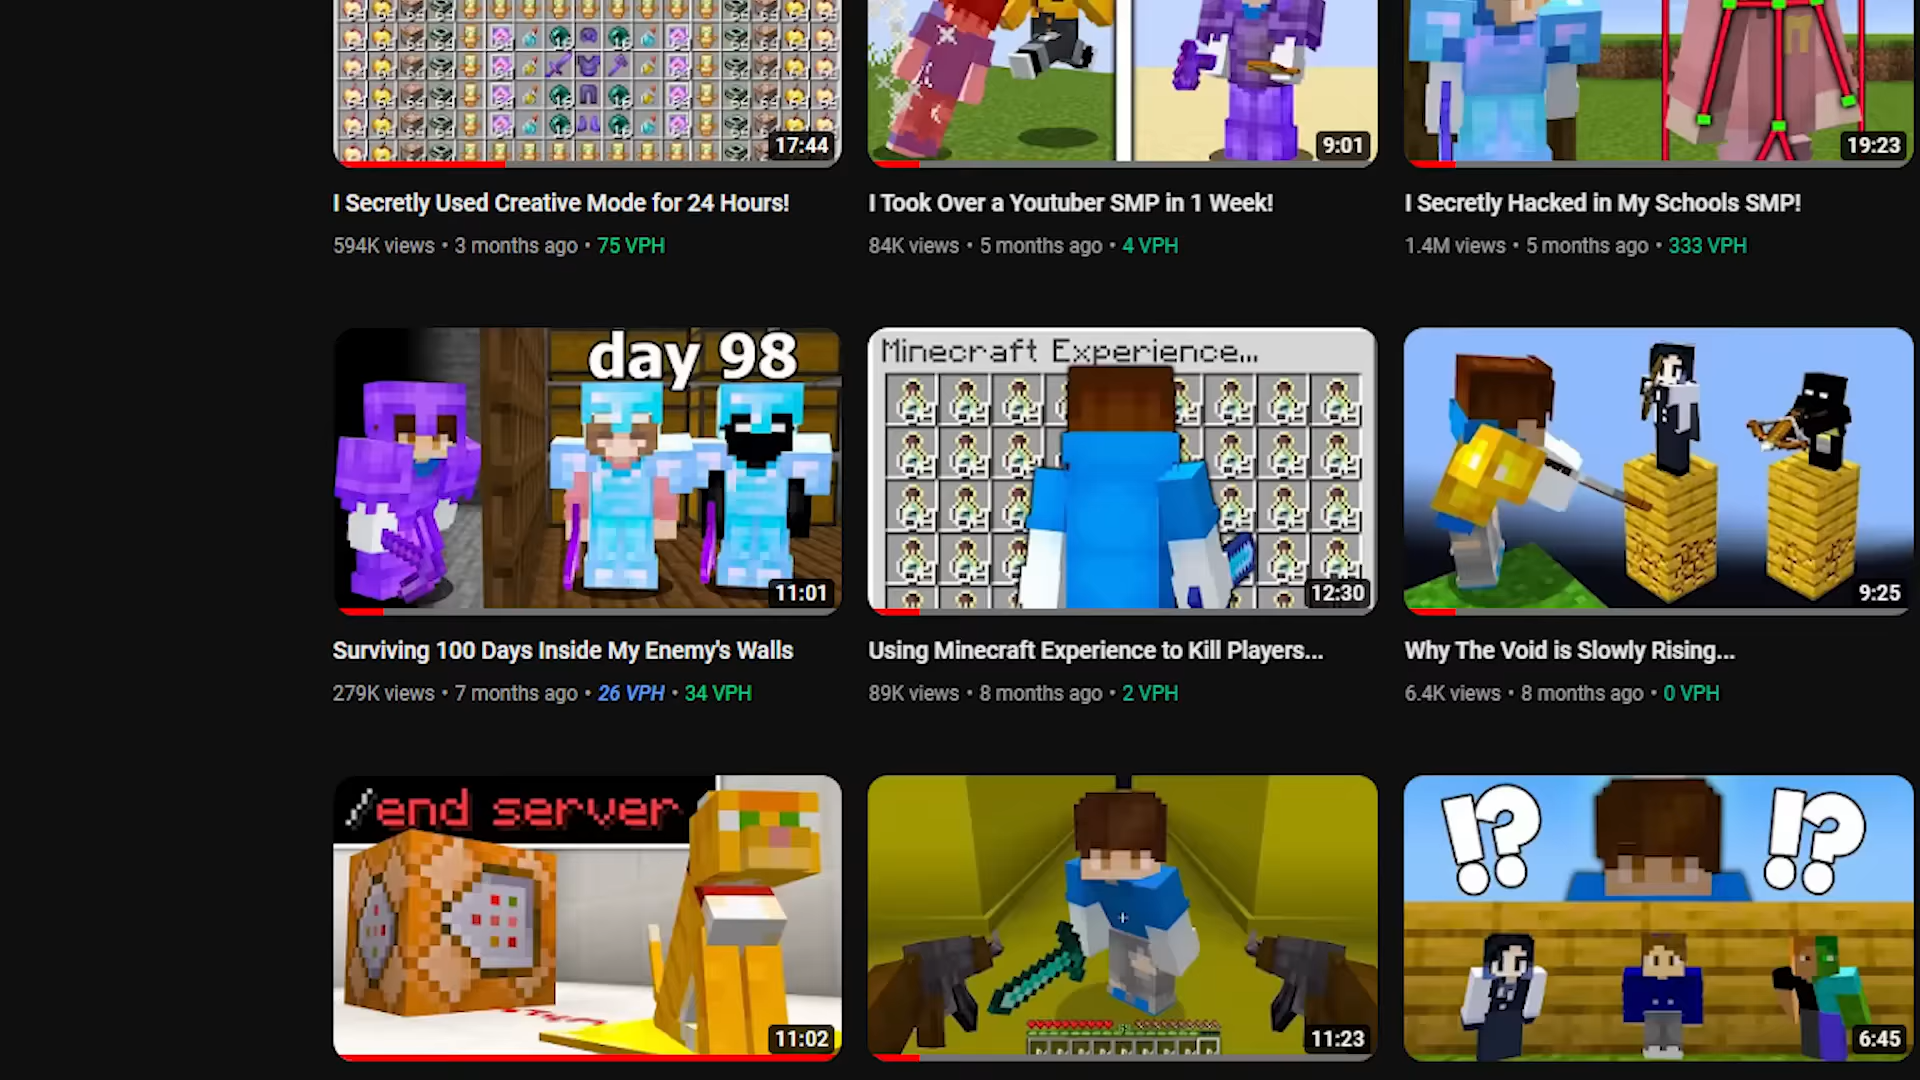 17:44
9:01
19:23
I Secretly Used Creative Mode for 24 Hours!
I Took Over a Youtuber SMP in 1 Week!
I Secretly Hacked in My Schools SMP!
594K views • 3 months ago • 75 VPH
84K views • 5 months ago • 4 VPH
1.4M views • 5 months ago • 333 VPH
day 98
Minecraft Experience...
11:01
12:30
9:25
Surviving 100 Days Inside My Enemy's Walls
Using Minecraft Experience to Kill Players...
Why The Void is Slowly Rising...
279K views • 7 months ago • 26 VPH • 34 VPH
89K views • 8 months ago • 2 VPH
6.4K views • 8 months ago • 0 VPH
/end server
!?
!?
11:02
11:23
6:45